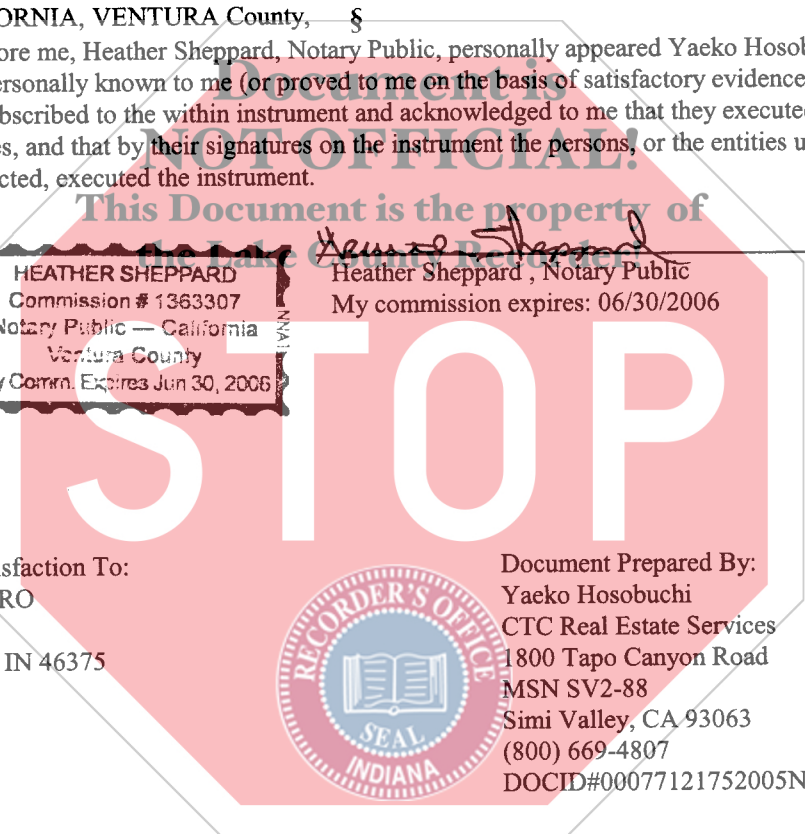 ORNIA, VENTURA County, §
ore me, Heather Sheppard, Notary Public, personally appeared Yaeko Hosob
ersonally known to me (or proved to me on the basis of satisfactory evidence
bscribed to the within instrument and acknowledged to me that they executed
es, and that by their signatures on the instrument the persons, or the entities u
cted, executed the instrument.
Document is
NOT OFFICIAL!
This Document is the property of
the Lake County Recorder!
Heather Sheppard
Heather Sheppard , Notary Public
My commission expires: 06/30/2006
HEATHER SHEPPARD
Commission # 1363307
Notary Public — California
Ventura County
y Comm. Expires Jun 30, 2006
NNA
STOP
sfaction To:
RO
IN 46375
RECORDER'S OFFICE
SEAL
INDIANA
Document Prepared By:
Yaeko Hosobuchi
CTC Real Estate Services
1800 Tapo Canyon Road
MSN SV2-88
Simi Valley, CA 93063
(800) 669-4807
DOCID#00077121752005N